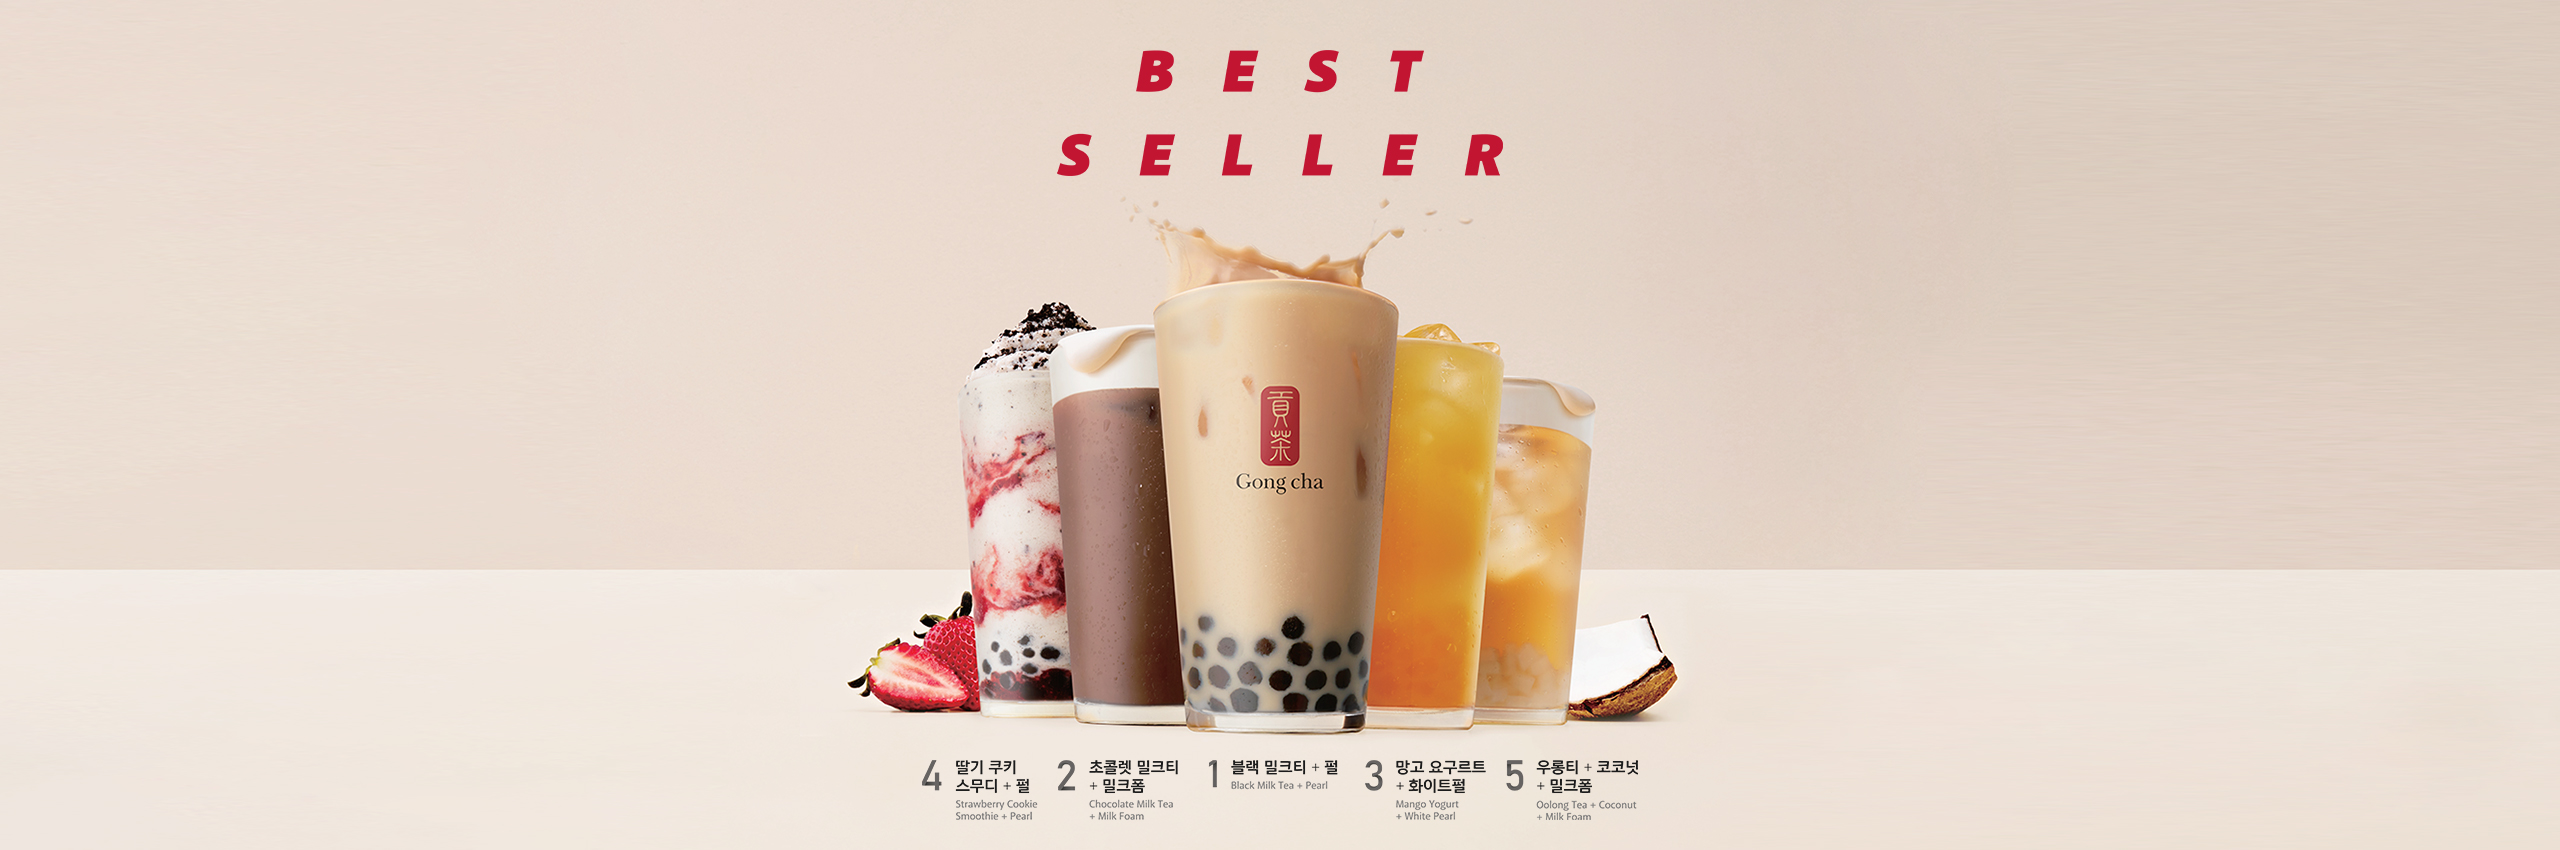 BEST
SELLER
貢茶
Gong cha
4 딸기 쿠키
스무디 + 펄
Strawberry Cookie
Smoothie + Pearl
2 초콜렛 밀크티
+ 밀크폼
Chocolate Milk Tea
+ Milk Foam
1 블랙 밀크티 + 펄
Black Milk Tea + Pearl
3 망고 요구르트
+ 화이트펄
Mango Yogurt
+ White Pearl
5 우롱티 + 코코넛
+ 밀크폼
Oolong Tea + Coconut
+ Milk Foam